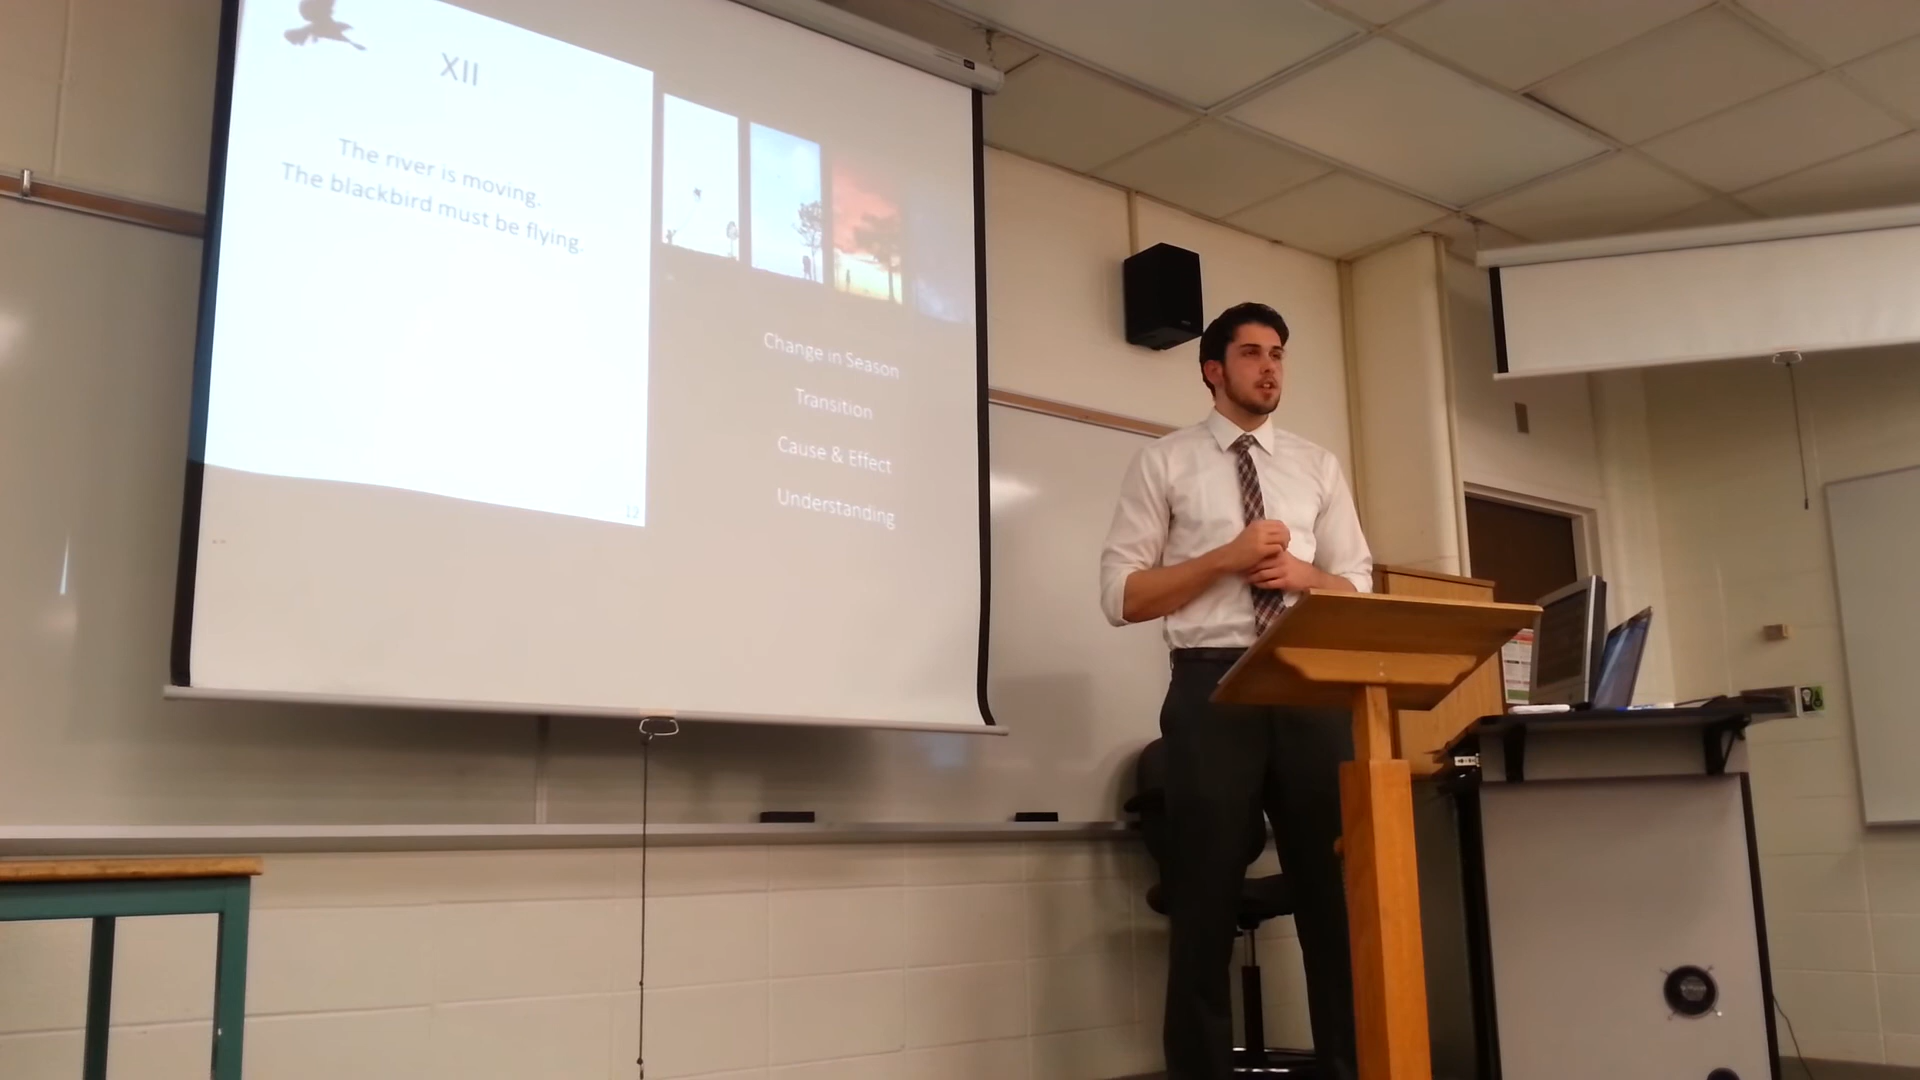 XII
The river is moving.
The blackbird must be flying.
12
Change in Season
Transition
Cause & Effect
Understanding